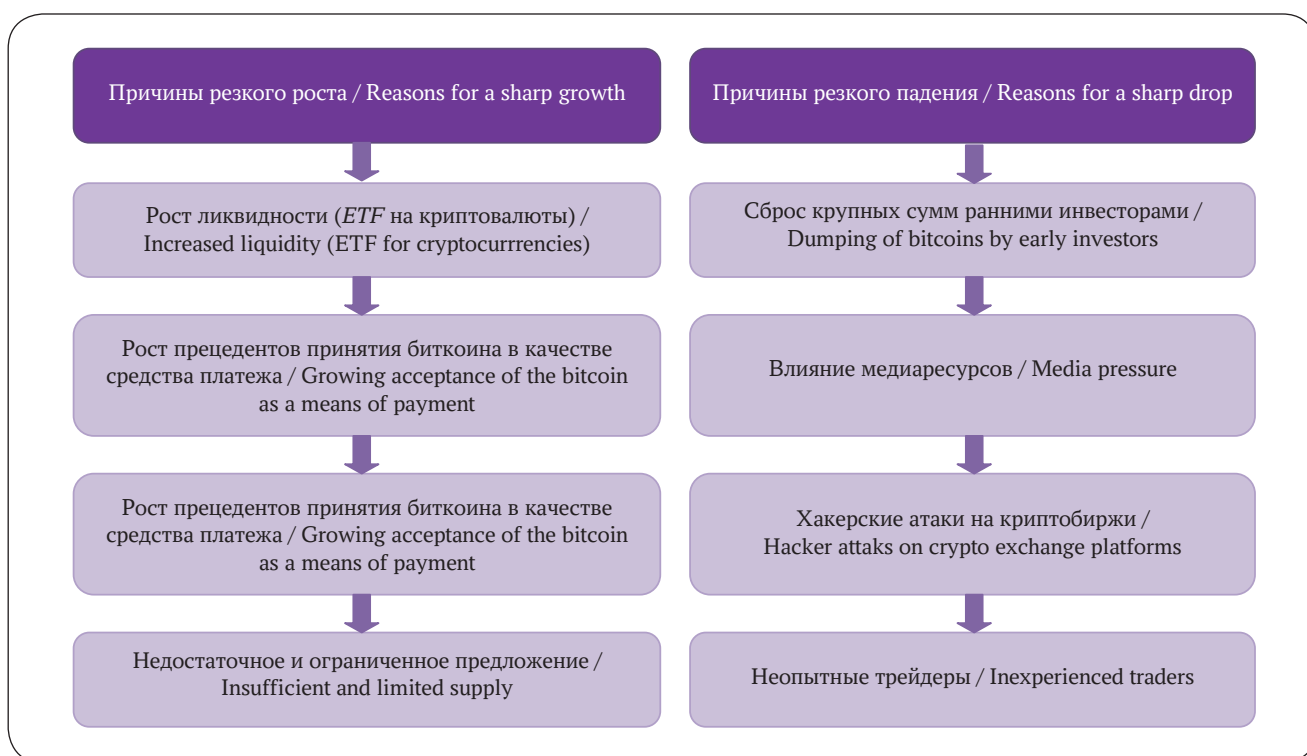 Причины резкого роста / Reasons for a sharp growth
Рост ликвидности (ETF на криптовалюты) /
Increased liquidity (ETF for cryptocurrrencies)
Рост прецедентов принятия биткоина в качестве
средства платежа / Growing acceptance of the bitcoin
as a means of payment
Рост прецедентов принятия биткоина в качестве
средства платежа / Growing acceptance of the bitcoin
as a means of payment
Недостаточное и ограниченное предложение /
Insufficient and limited supply
Причины резкого падения / Reasons for a sharp drop
Сброс крупных сумм ранними инвесторами /
Dumping of bitcoins by early investors
Влияние медиаресурсов / Media pressure
Хакерские атаки на криптобиржи /
Hacker attaks on crypto exchange platforms
Неопытные трейдеры / Inexperienced traders